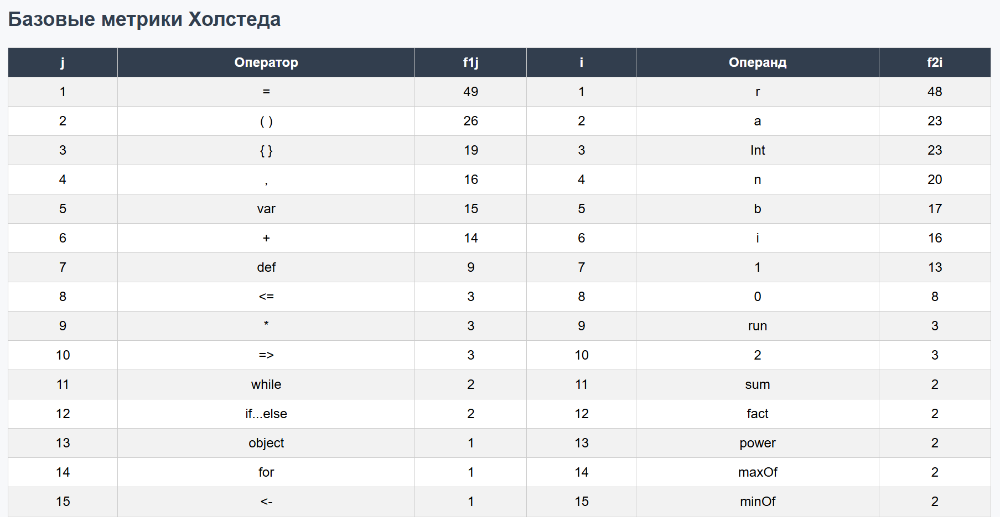 Базовые метрики Холстеда
j Оператор f1j i Операнд f2i
1 = 49 1 r 48
2 ( ) 26 2 a 23
3 { } 19 3 Int 23
4 , 16 4 n 20
5 var 15 5 b 17
6 + 14 6 i 16
7 def 9 7 1 13
8 <= 3 8 0 8
9 * 3 9 run 3
10 => 3 10 2 3
11 while 2 11 sum 2
12 if...else 2 12 fact 2
13 object 1 13 power 2
14 for 1 14 maxOf 2
15 <- 1 15 minOf 2